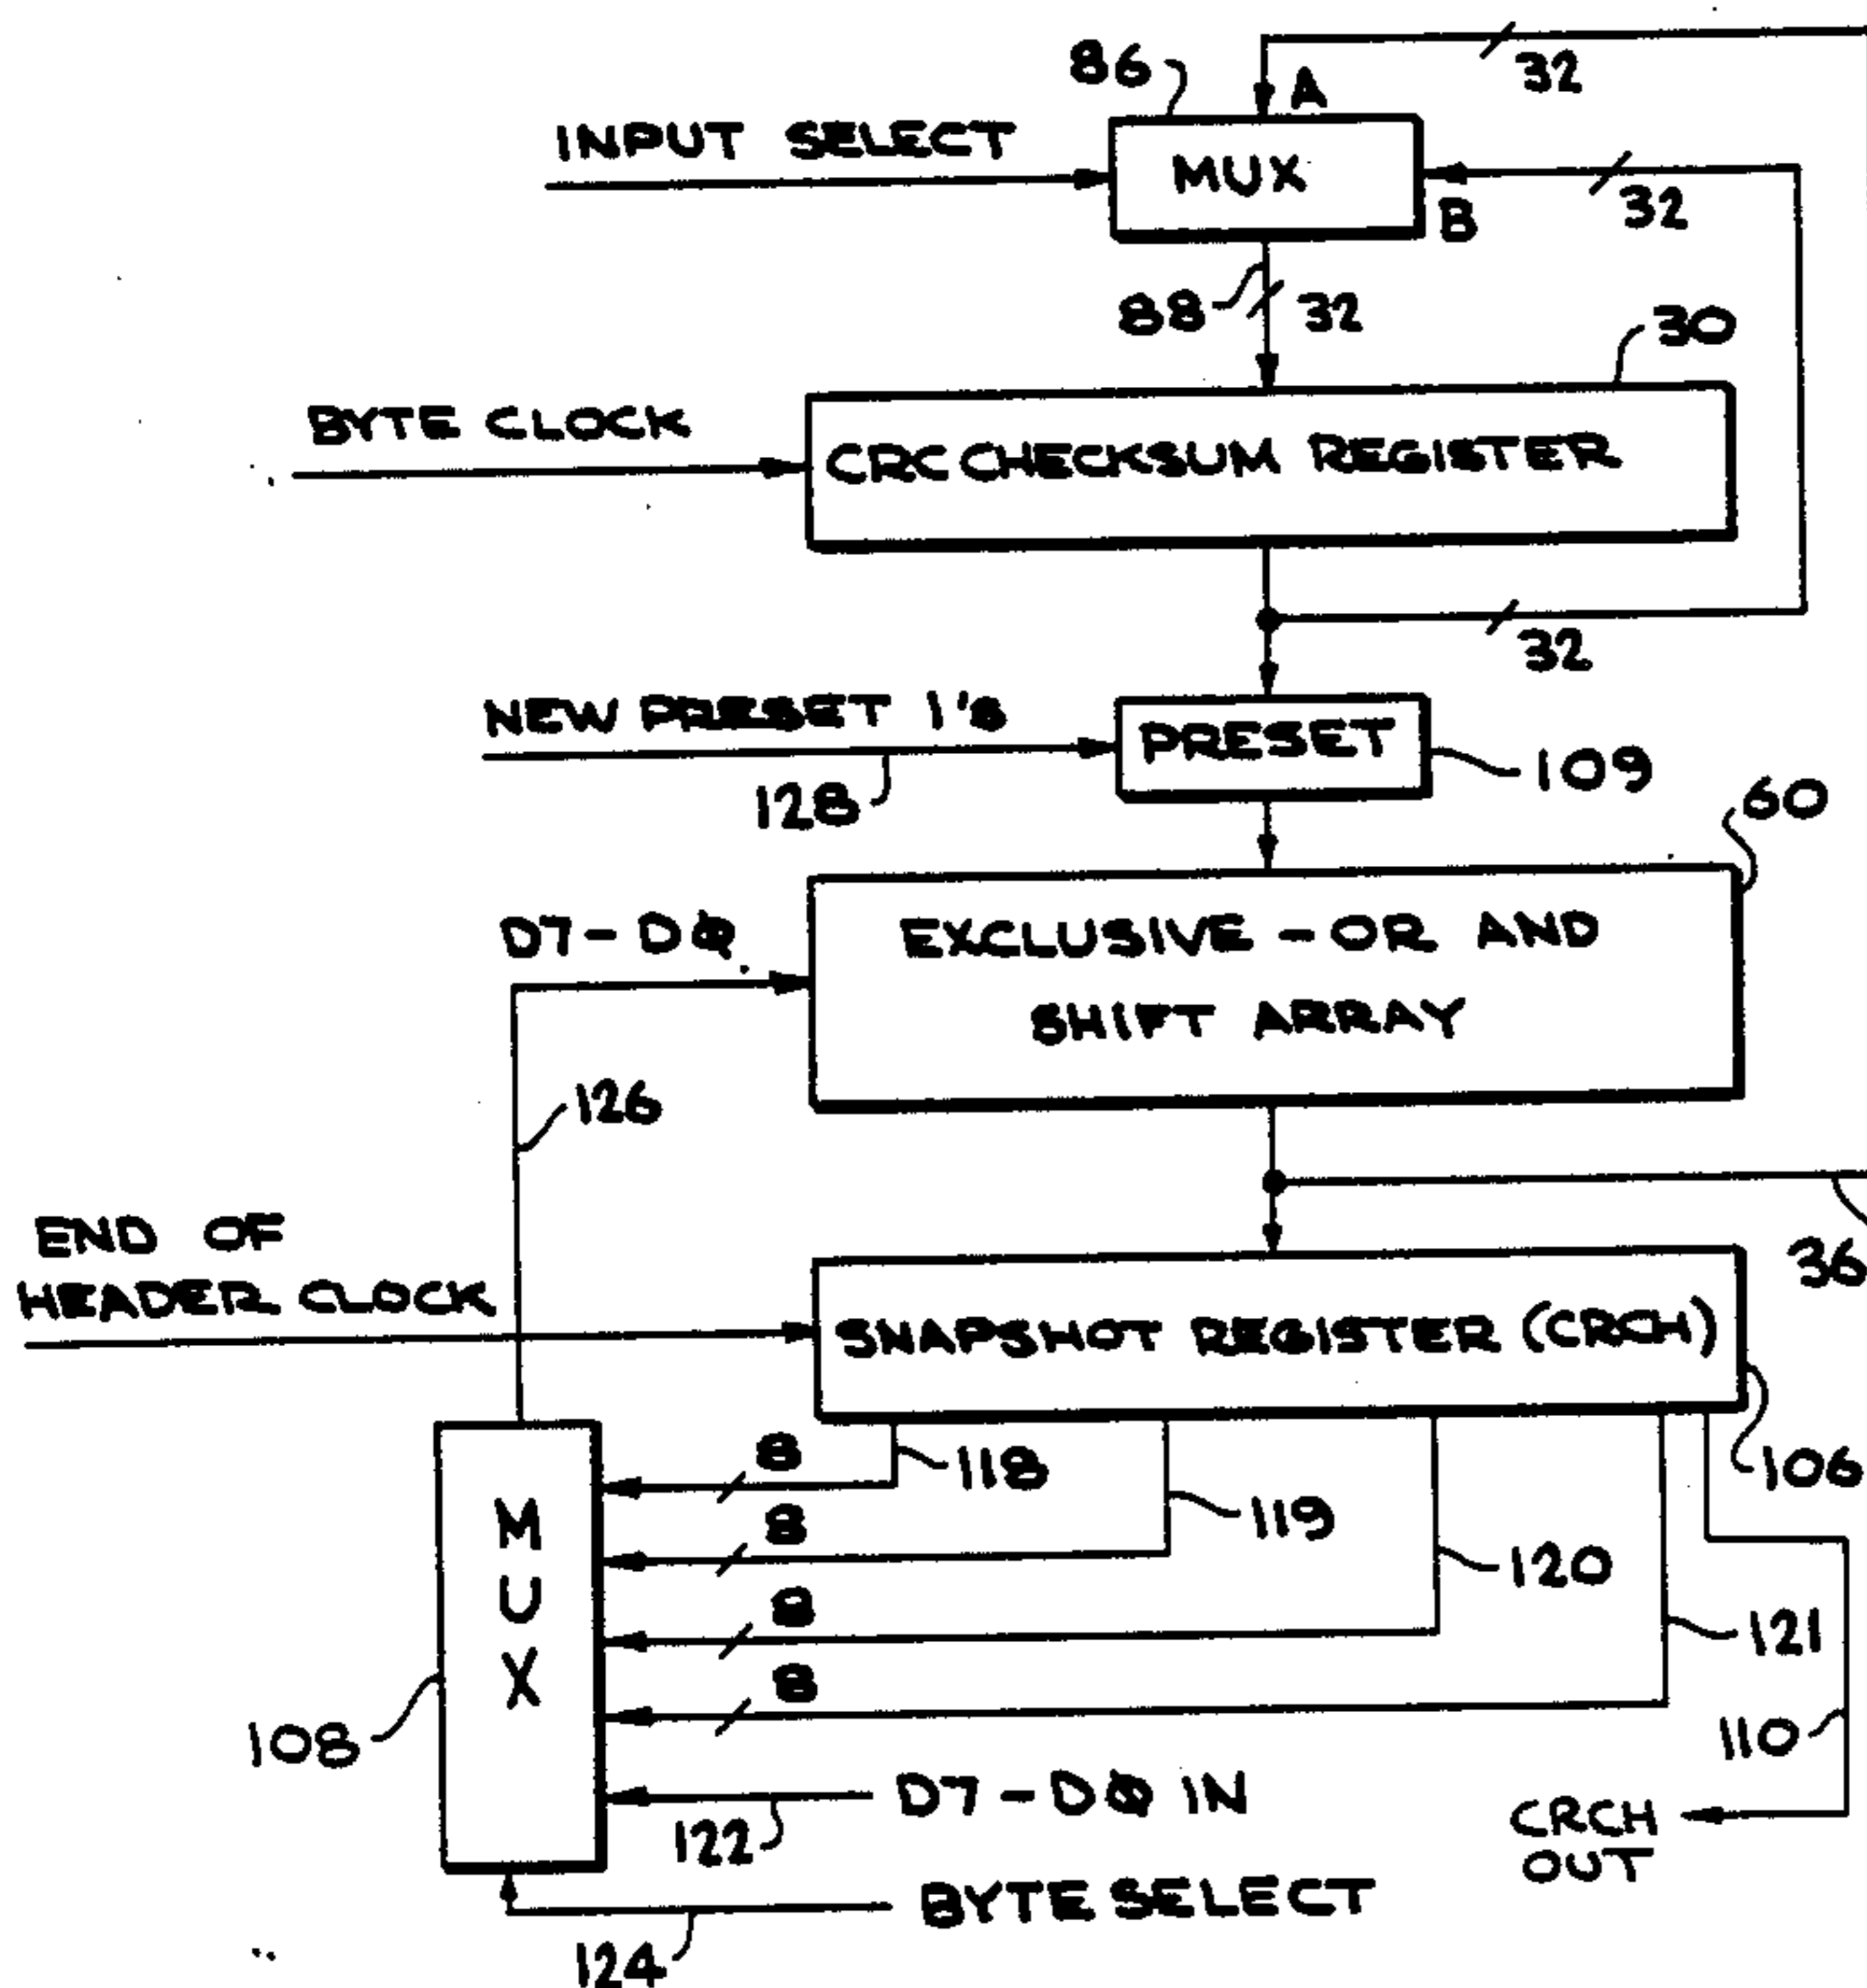 32
86
A
INPUT SELECT
MUX
32
B
88
32
30
BYTE CLOCK
CRC CHECKSUM REGISTER
32
NEW PRESET 1'S
PRESET
109
128
60
D7-DØ
EXCLUSIVE-OR AND
SHIFT ARRAY
126
END OF
HEADER CLOCK
36
SNAPSHOT REGISTER (CRCH)
8
118
106
8
119
M
U
X
120
8
121
8
108
110
D7-DØ IN
122
CRCH
OUT
BYTE SELECT
124